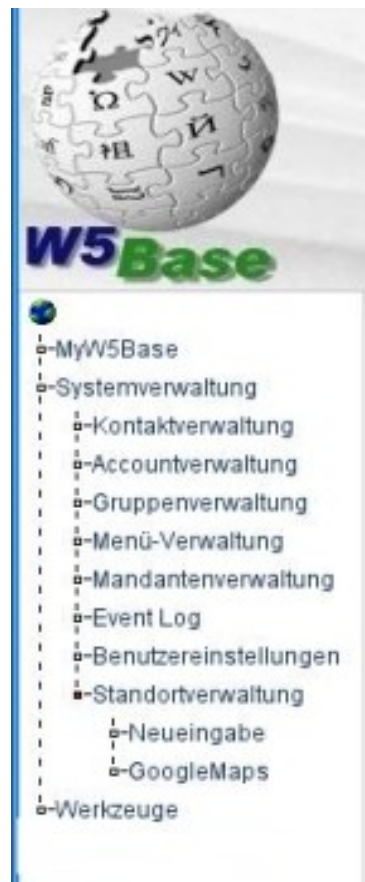 W5Base
MyW5Base
Systemverwaltung
Kontaktverwaltung
Accountverwaltung
Gruppenverwaltung
Menü-Verwaltung
Mandantenverwaltung
Event Log
Benutzereinstellungen
Standortverwaltung
Neueingabe
GoogleMaps
Werkzeuge